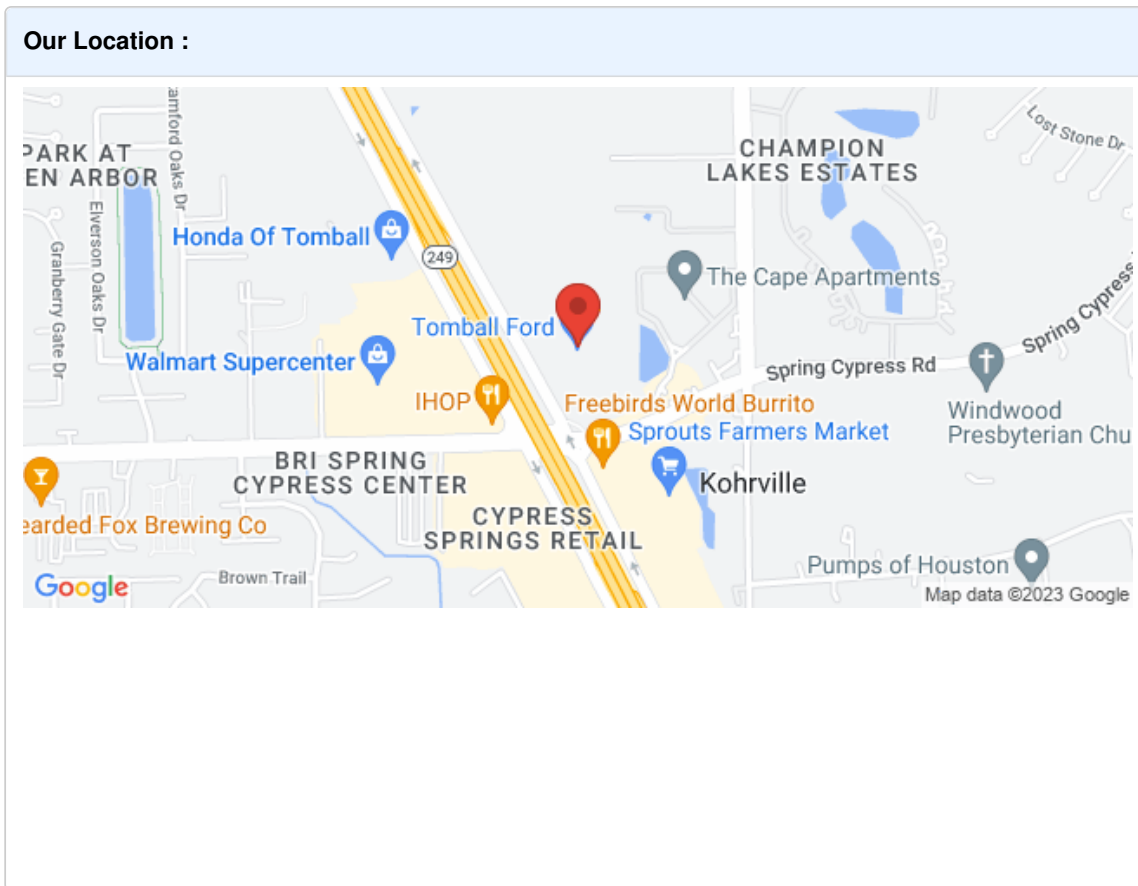 Our Location :
amford Oaks Dr
PARK AT
EN ARBOR
Elverson Oaks Dr
Granberry Gate Dr
Honda Of Tomball
249
CHAMPION
LAKES ESTATES
Lost Stone Dr
The Cape Apartments
Tomball Ford
Walmart Supercenter
IHOP
Spring Cypress Rd
Spring Cypress
Freebirds World Burrito
Sprouts Farmers Market
Windwood
Presbyterian Chu
BRI SPRING
CYPRESS CENTER
Kohrville
earded Fox Brewing Co
CYPRESS
SPRINGS RETAIL
Brown Trail
Pumps of Houston
Google
Map data ©2023 Google